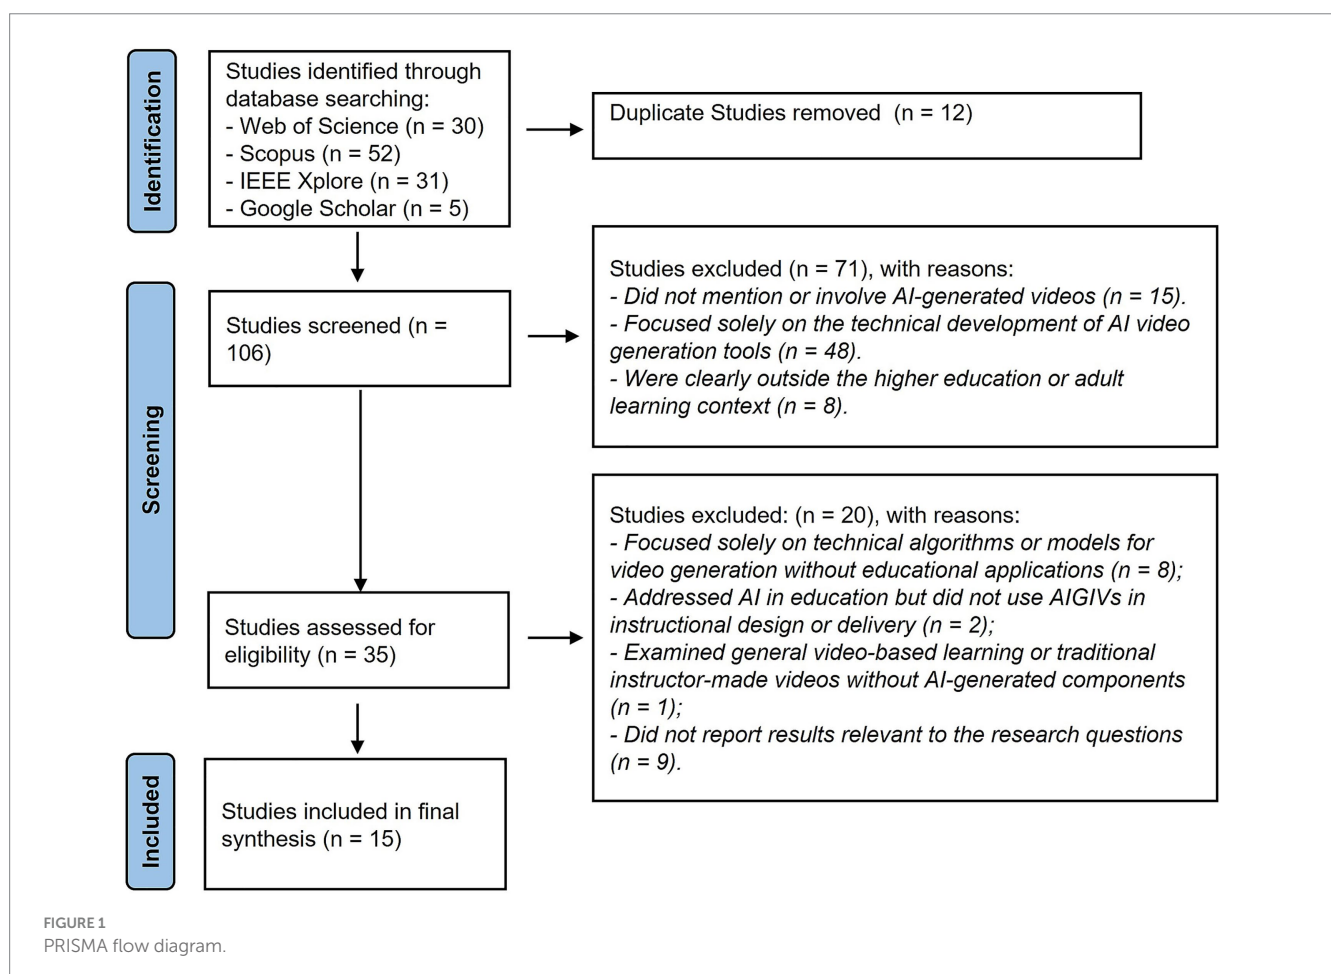 Identification
Studies identified through
database searching:
- Web of Science (n = 30)
- Scopus (n = 52)
- IEEE Xplore (n = 31)
- Google Scholar (n = 5)
Duplicate Studies removed (n = 12)
Screening
Studies screened (n =
106)
Studies excluded (n = 71), with reasons:
- Did not mention or involve AI-generated videos (n = 15).
- Focused solely on the technical development of AI video
generation tools (n = 48).
- Were clearly outside the higher education or adult
learning context (n = 8).
Studies assessed for
eligibility (n = 35)
Studies excluded: (n = 20), with reasons:
- Focused solely on technical algorithms or models for
video generation without educational applications (n = 8);
- Addressed AI in education but did not use AIGIVs in
instructional design or delivery (n = 2);
- Examined general video-based learning or traditional
instructor-made videos without AI-generated components
(n = 1);
- Did not report results relevant to the research questions
(n = 9).
Included
Studies included in final
synthesis (n = 15)
FIGURE 1
PRISMA flow diagram.